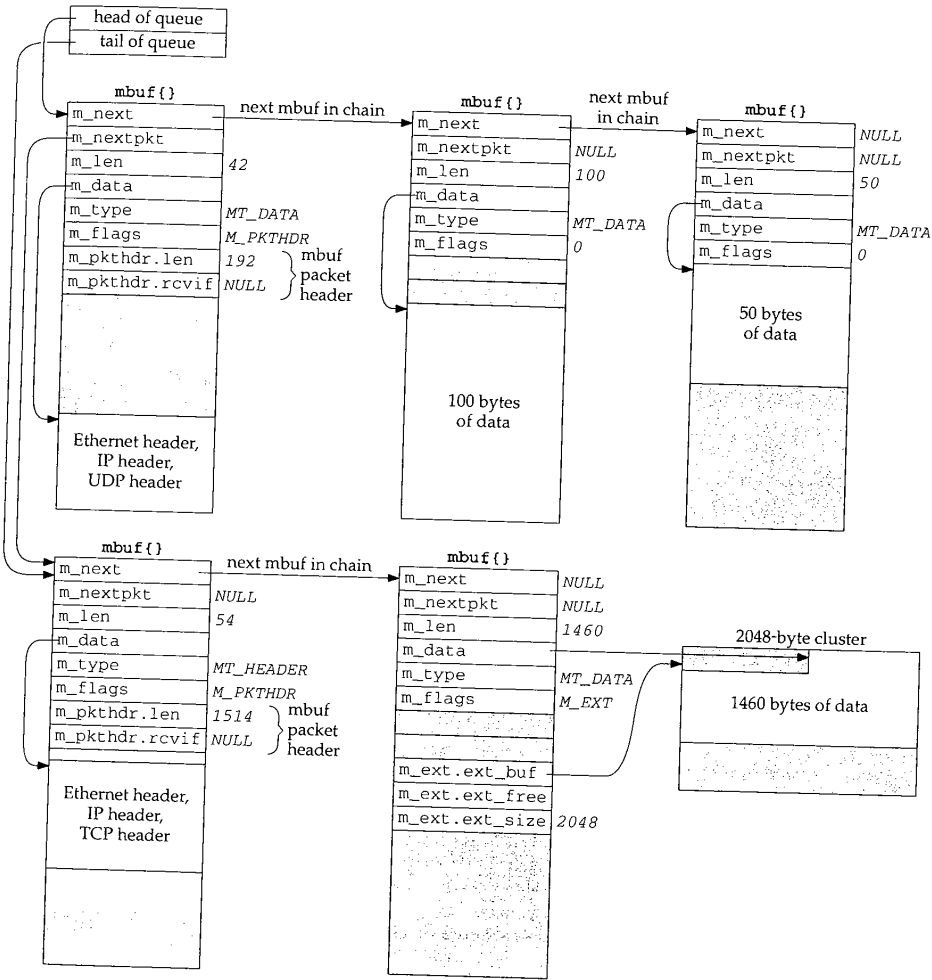 head of queue
tail of queue
mbuf{}
m_next
m_nextpkt
m_len 42
m_data
m_type MT_DATA
m_flags M_PKTHDR
m_pkthdr.len 192
m_pkthdr.rcvif NULL
mbuf
packet
header
Ethernet header,
IP header,
UDP header
next mbuf in chain
mbuf{}
m_next
m_nextpkt NULL
m_len 100
m_data
m_type MT_DATA
m_flags 0
100 bytes
of data
next mbuf
in chain
mbuf{}
m_next NULL
m_nextpkt NULL
m_len 50
m_data
m_type MT_DATA
m_flags 0
50 bytes
of data
mbuf{}
m_next
m_nextpkt NULL
m_len 54
m_data
m_type MT_HEADER
m_flags M_PKTHDR
m_pkthdr.len 1514
m_pkthdr.rcvif NULL
mbuf
packet
header
Ethernet header,
IP header,
TCP header
next mbuf in chain
mbuf{}
m_next NULL
m_nextpkt NULL
m_len 1460
m_data
m_type MT_DATA
m_flags M_EXT
m_ext.ext_buf
m_ext.ext_free
m_ext.ext_size 2048
2048-byte cluster
1460 bytes of data